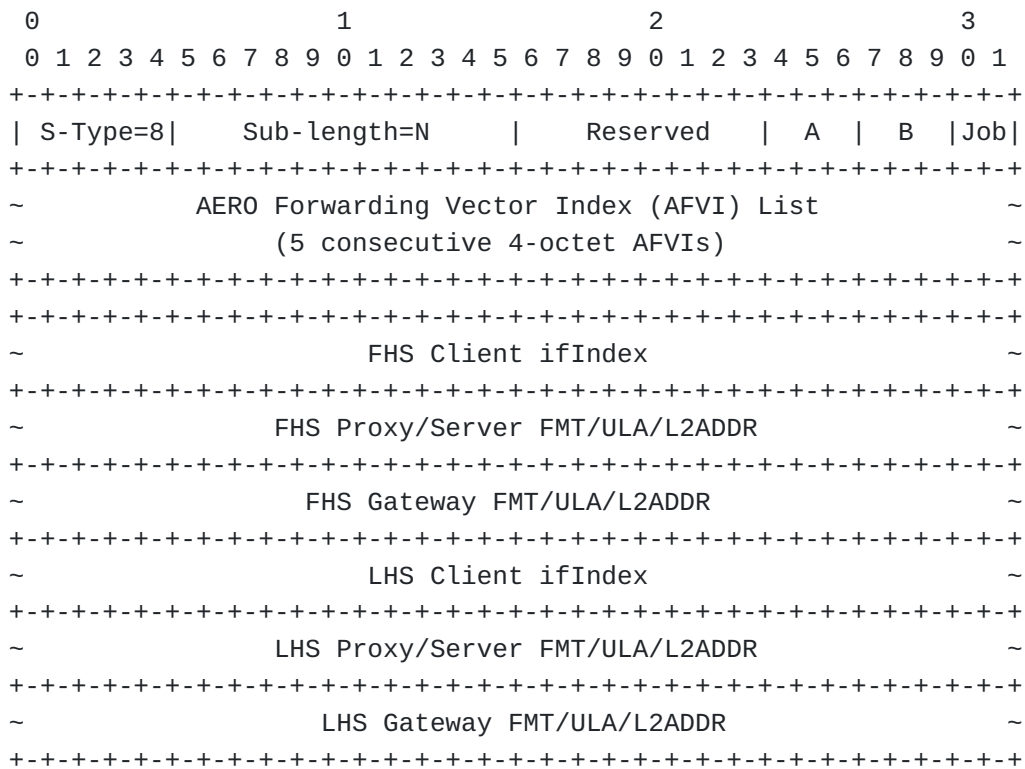 0                   1                   2                   3
 0 1 2 3 4 5 6 7 8 9 0 1 2 3 4 5 6 7 8 9 0 1 2 3 4 5 6 7 8 9 0 1
+-+-+-+-+-+-+-+-+-+-+-+-+-+-+-+-+-+-+-+-+-+-+-+-+-+-+-+-+-+-+-+-+
| S-Type=8|    Sub-length=N     |    Reserved   |  A  |  B  |Job|
+-+-+-+-+-+-+-+-+-+-+-+-+-+-+-+-+-+-+-+-+-+-+-+-+-+-+-+-+-+-+-+-+
~           AERO Forwarding Vector Index (AFVI) List            ~
~                (5 consecutive 4-octet AFVIs)                  ~
+-+-+-+-+-+-+-+-+-+-+-+-+-+-+-+-+-+-+-+-+-+-+-+-+-+-+-+-+-+-+-+-+
+-+-+-+-+-+-+-+-+-+-+-+-+-+-+-+-+-+-+-+-+-+-+-+-+-+-+-+-+-+-+-+-+
~                      FHS Client ifIndex                       ~
+-+-+-+-+-+-+-+-+-+-+-+-+-+-+-+-+-+-+-+-+-+-+-+-+-+-+-+-+-+-+-+-+
~                FHS Proxy/Server FMT/ULA/L2ADDR                ~
+-+-+-+-+-+-+-+-+-+-+-+-+-+-+-+-+-+-+-+-+-+-+-+-+-+-+-+-+-+-+-+-+
~                  FHS Gateway FMT/ULA/L2ADDR                   ~
+-+-+-+-+-+-+-+-+-+-+-+-+-+-+-+-+-+-+-+-+-+-+-+-+-+-+-+-+-+-+-+-+
~                      LHS Client ifIndex                       ~
+-+-+-+-+-+-+-+-+-+-+-+-+-+-+-+-+-+-+-+-+-+-+-+-+-+-+-+-+-+-+-+-+
~                LHS Proxy/Server FMT/ULA/L2ADDR                ~
+-+-+-+-+-+-+-+-+-+-+-+-+-+-+-+-+-+-+-+-+-+-+-+-+-+-+-+-+-+-+-+-+
~                   LHS Gateway FMT/ULA/L2ADDR                  ~
+-+-+-+-+-+-+-+-+-+-+-+-+-+-+-+-+-+-+-+-+-+-+-+-+-+-+-+-+-+-+-+-+